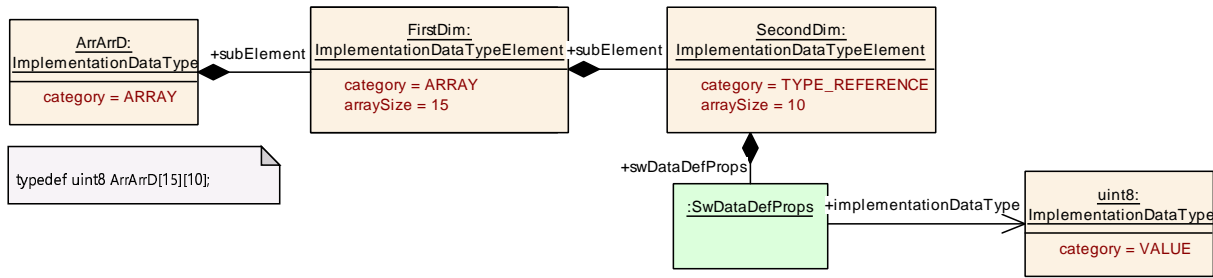 ArrArrD:
ImplementationDataType
category = ARRAY
+subElement
FirstDim:
ImplementationDataTypeElement
category = ARRAY
arraySize = 15
+subElement
SecondDim:
ImplementationDataTypeElement
category = TYPE_REFERENCE
arraySize = 10
typedef uint8 ArrArrD[15][10];
+swDataDefProps
:SwDataDefProps
+implementationDataType
uint8:
ImplementationDataType
category = VALUE